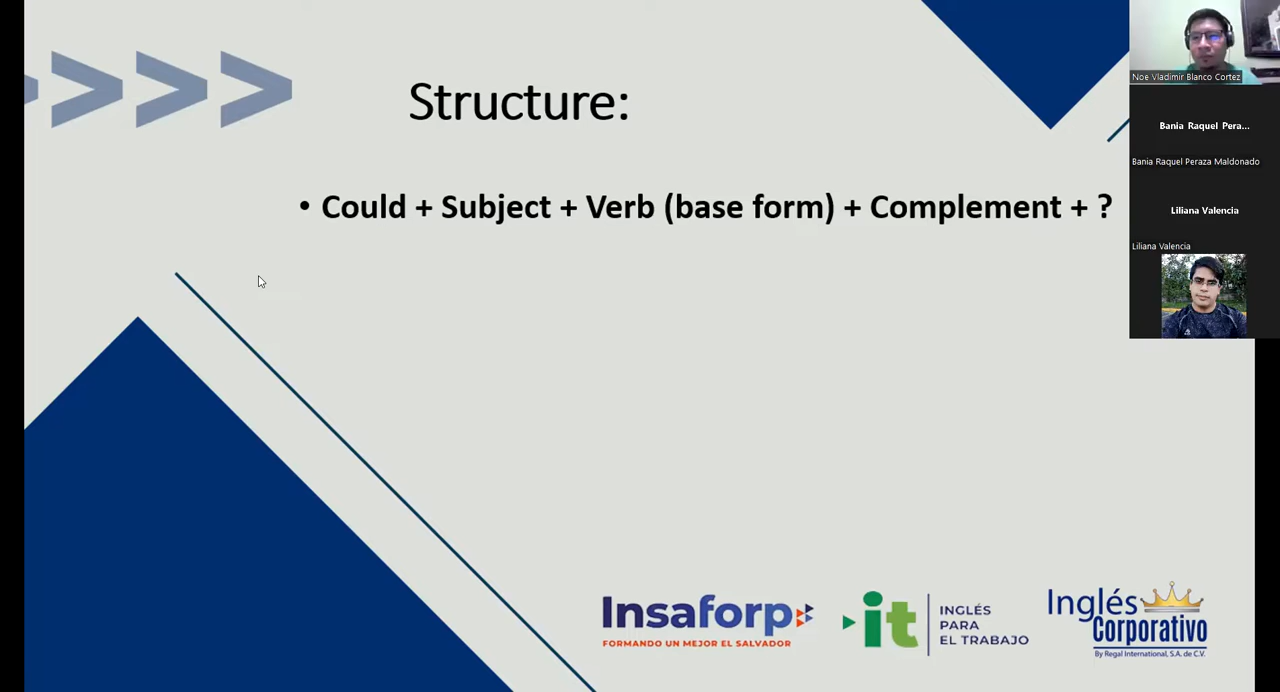 Structure:
• Could + Subject + Verb (base form) + Complement + ?
Noe Vladimir Blanco Cortez
Bania Raquel Pera...
Bania Raquel Peraza Maldonado
Liliana Valencia
Liliana Valencia
Insaforp
FORMANDO UN MEJOR EL SALVADOR
it
INGLÉS
PARA
EL TRABAJO
Inglés
Corporativo
By Regal International, S.A. de C.V.